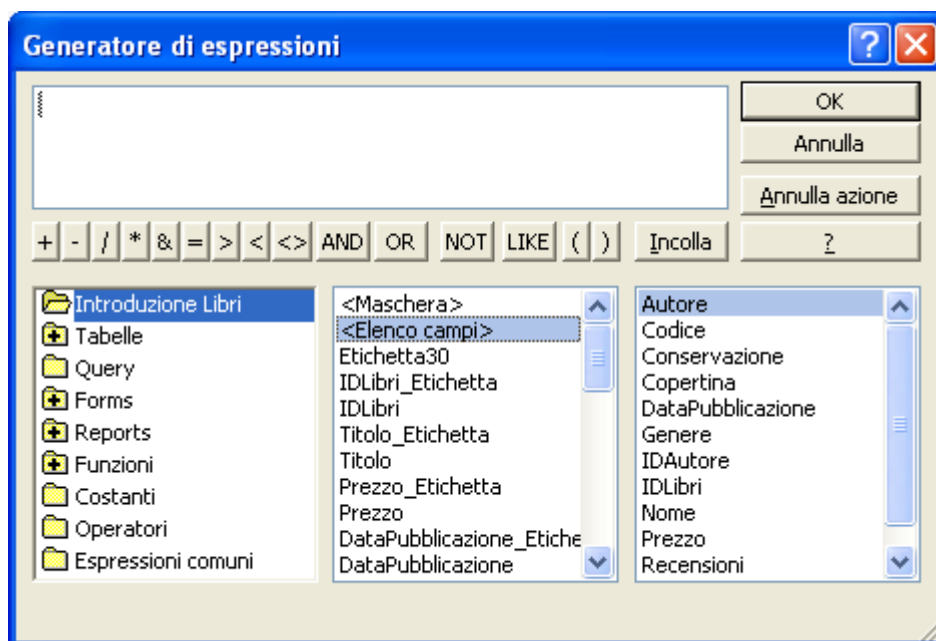 Generatore di espressioni
?
OK
Annulla
Annulla azione
+ - / * & = > < <> AND OR NOT LIKE ( ) Incolla ?
Introduzione Libri
Tabelle
Query
Forms
Reports
Funzioni
Costanti
Operatori
Espressioni comuni
<Maschera>
<Elenco campi>
Etichetta30
IDLibri_Etichetta
IDLibri
Titolo_Etichetta
Titolo
Prezzo_Etichetta
Prezzo
DataPubblicazione_Etiche
DataPubblicazione
Autore
Codice
Conservazione
Copertina
DataPubblicazione
Genere
IDAutore
IDLibri
Nome
Prezzo
Recensioni